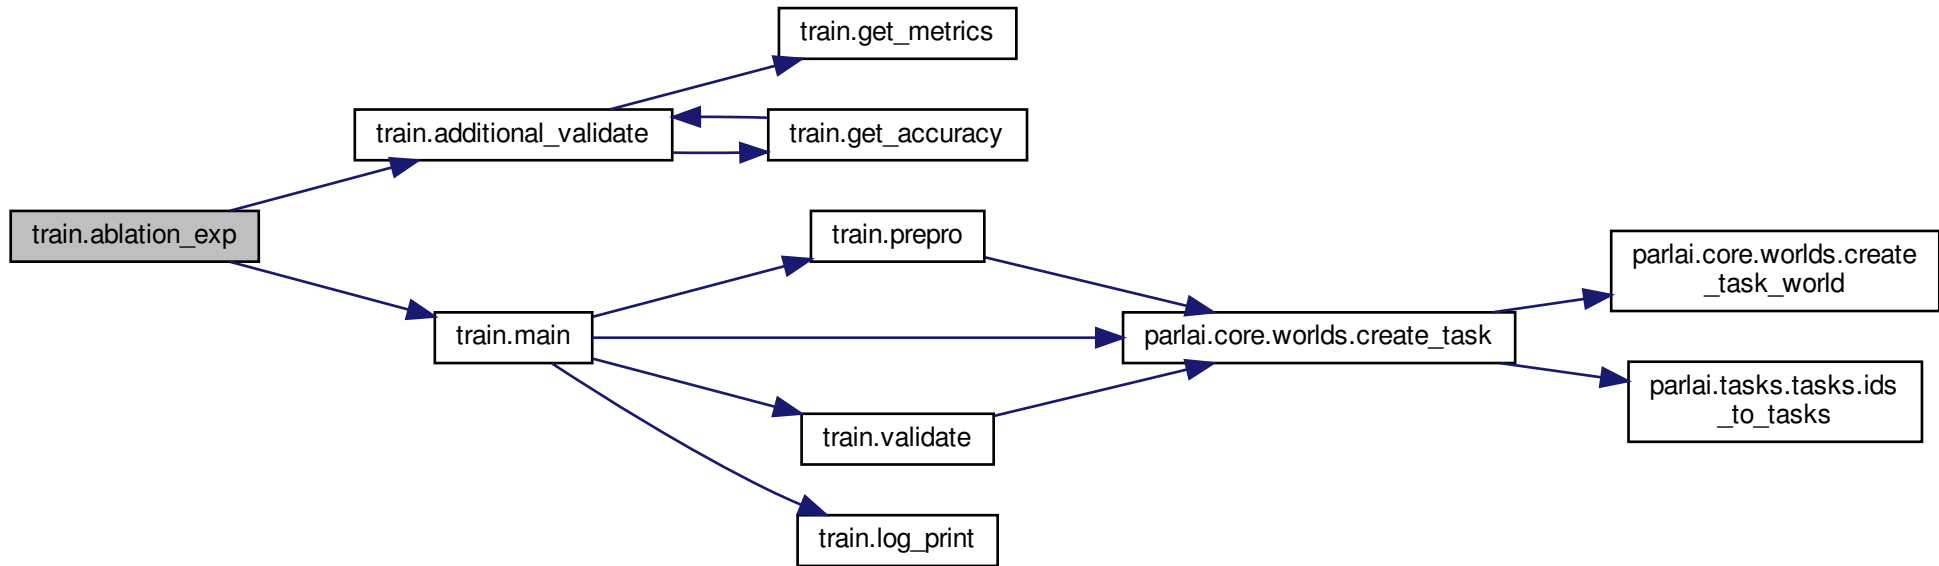 train.get_metrics
train.additional_validate
train.get_accuracy
train.ablation_exp
train.prepro
parlai.core.worlds.create
_task_world
train.main
parlai.core.worlds.create_task
parlai.tasks.tasks.ids
_to_tasks
train.validate
train.log_print